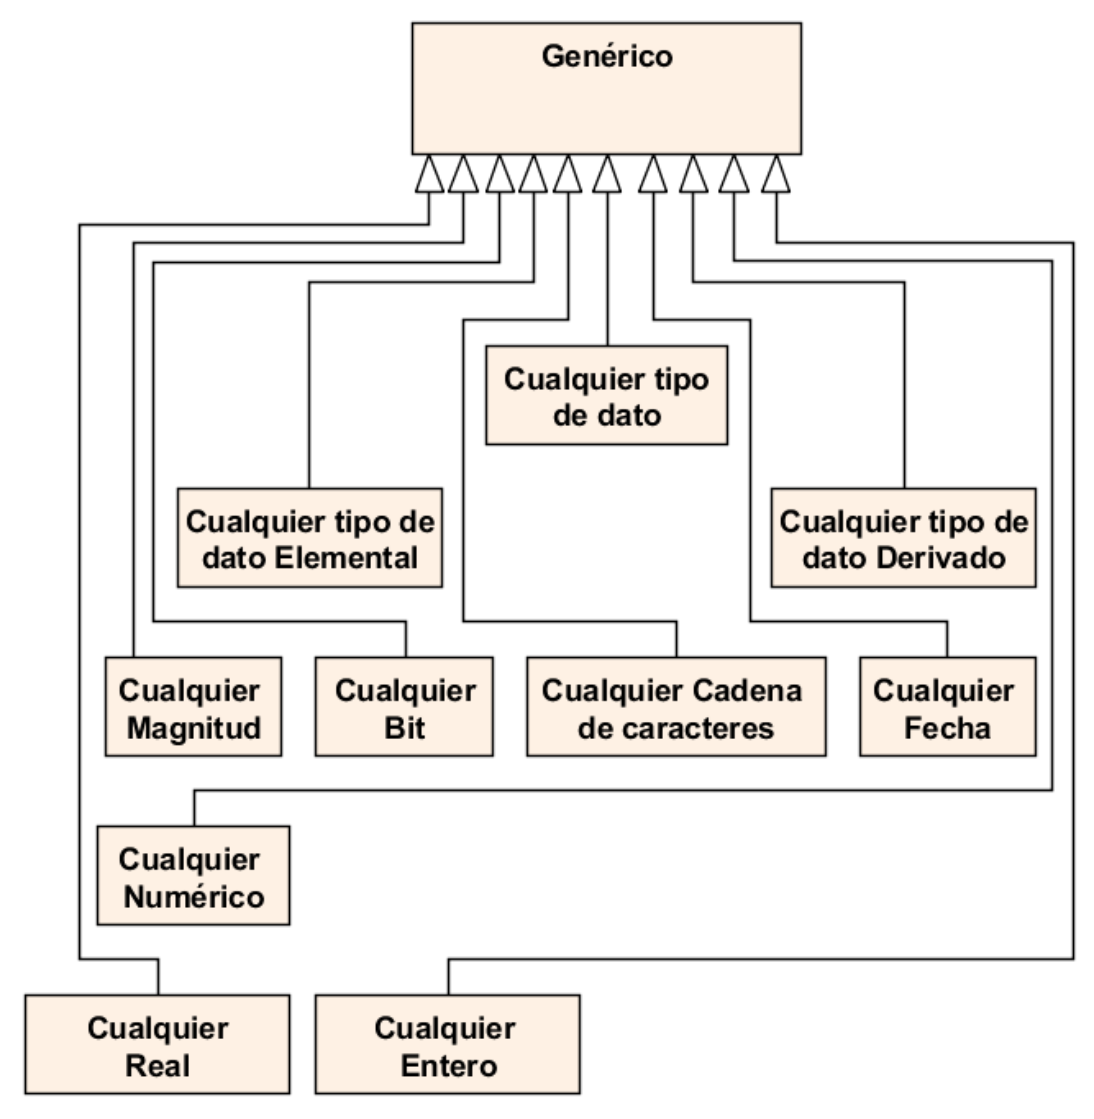 Genérico
Cualquier tipo
de dato
Cualquier tipo de
dato Elemental
Cualquier tipo de
dato Derivado
Cualquier
Magnitud
Cualquier
Bit
Cualquier Cadena
de caracteres
Cualquier
Fecha
Cualquier
Numérico
Cualquier
Real
Cualquier
Entero